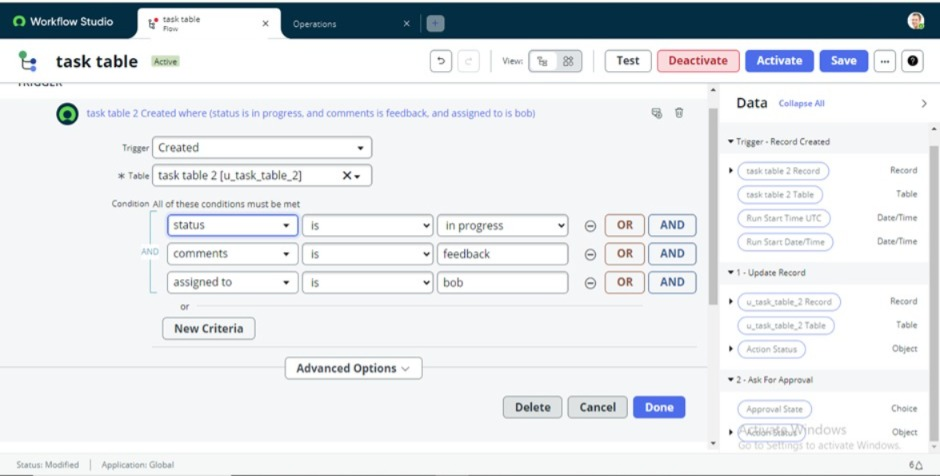 Workflow Studio
task table
Flow
Operations
task table Active View: Test Deactivate Activate Save
TRIGGER
task table 2 Created where (status is in progress, and comments is feedback, and assigned to is bob)
Trigger Created
* Table task table 2 [u_task_table_2]
Condition All of these conditions must be met
status is in progress OR AND
AND
comments is feedback OR AND
assigned to is bob OR AND
or
New Criteria
Advanced Options
Delete Cancel Done
Data Collapse All
Trigger - Record Created
task table 2 Record Record
task table 2 Table Table
Run Start Time UTC Date/Time
Run Start Date/Time Date/Time
1 - Update Record
u_task_table_2 Record Record
u_task_table_2 Table Table
Action Status Object
2 - Ask For Approval
Approval State Choice
Action Status Object
Activate Windows
Go to Settings to activate Windows.
Status: Modified Application: Global 6